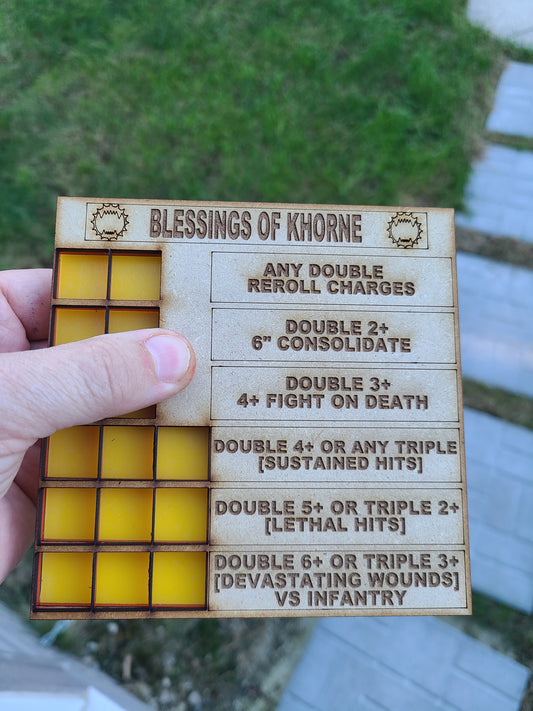 BLESSINGS OF KHORNE
ANY DOUBLE
REROLL CHARGES
DOUBLE 2+
6" CONSOLIDATE
DOUBLE 3+
4+ FIGHT ON DEATH
DOUBLE 4+ OR ANY TRIPLE
[SUSTAINED HITS]
DOUBLE 5+ OR TRIPLE 2+
[LETHAL HITS]
DOUBLE 6+ OR TRIPLE 3+
[DEVASTATING WOUNDS]
VS INFANTRY